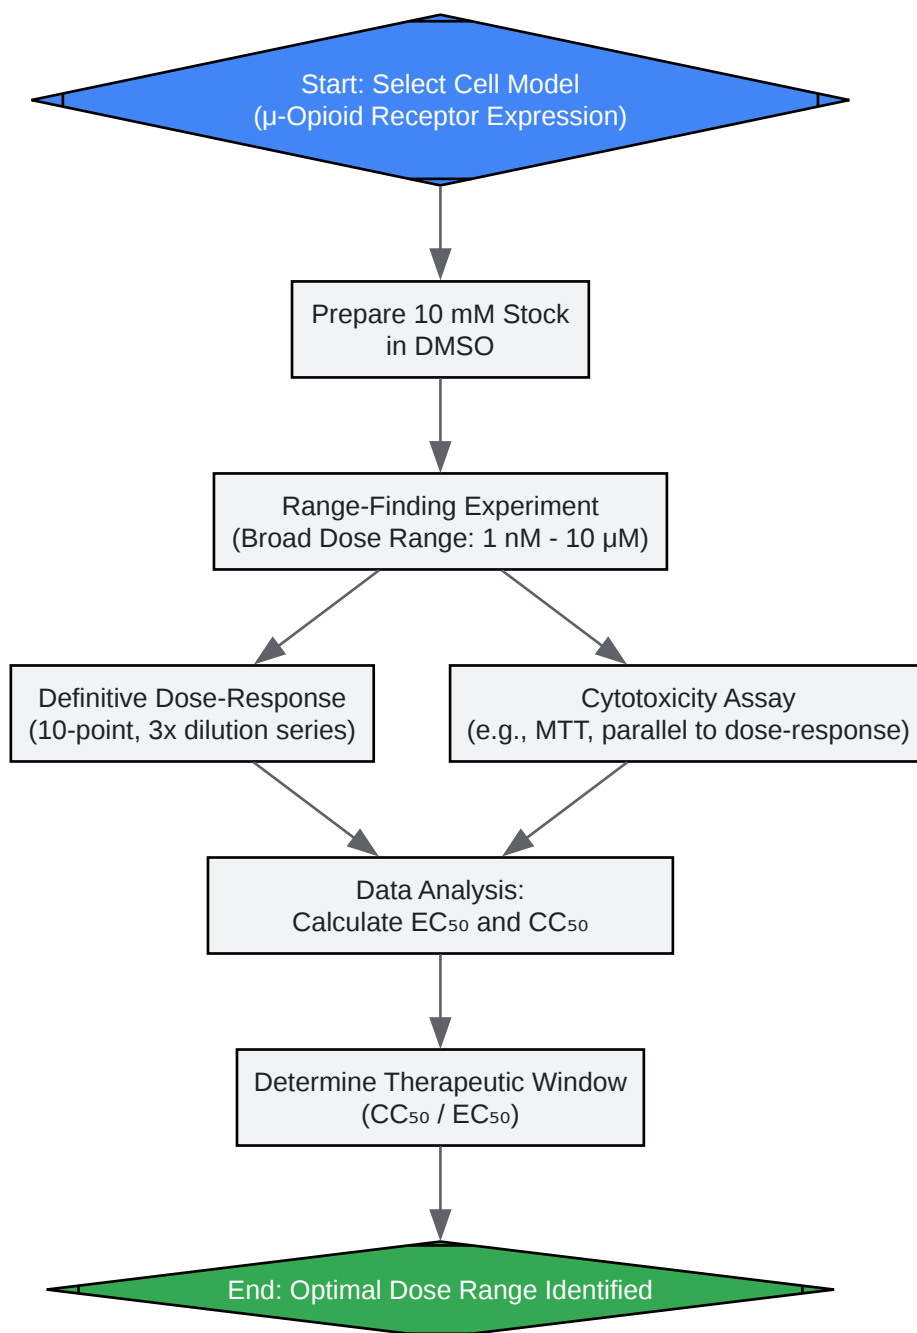 Start: Select Cell Model
(μ-Opioid Receptor Expression)
Prepare 10 mM Stock
in DMSO
Range-Finding Experiment
(Broad Dose Range: 1 nM - 10 μM)
Definitive Dose-Response
(10-point, 3x dilution series)
Cytotoxicity Assay
(e.g., MTT, parallel to dose-response)
Data Analysis:
Calculate EC₅₀ and CC₅₀
Determine Therapeutic Window
(CC₅₀ / EC₅₀)
End: Optimal Dose Range Identified